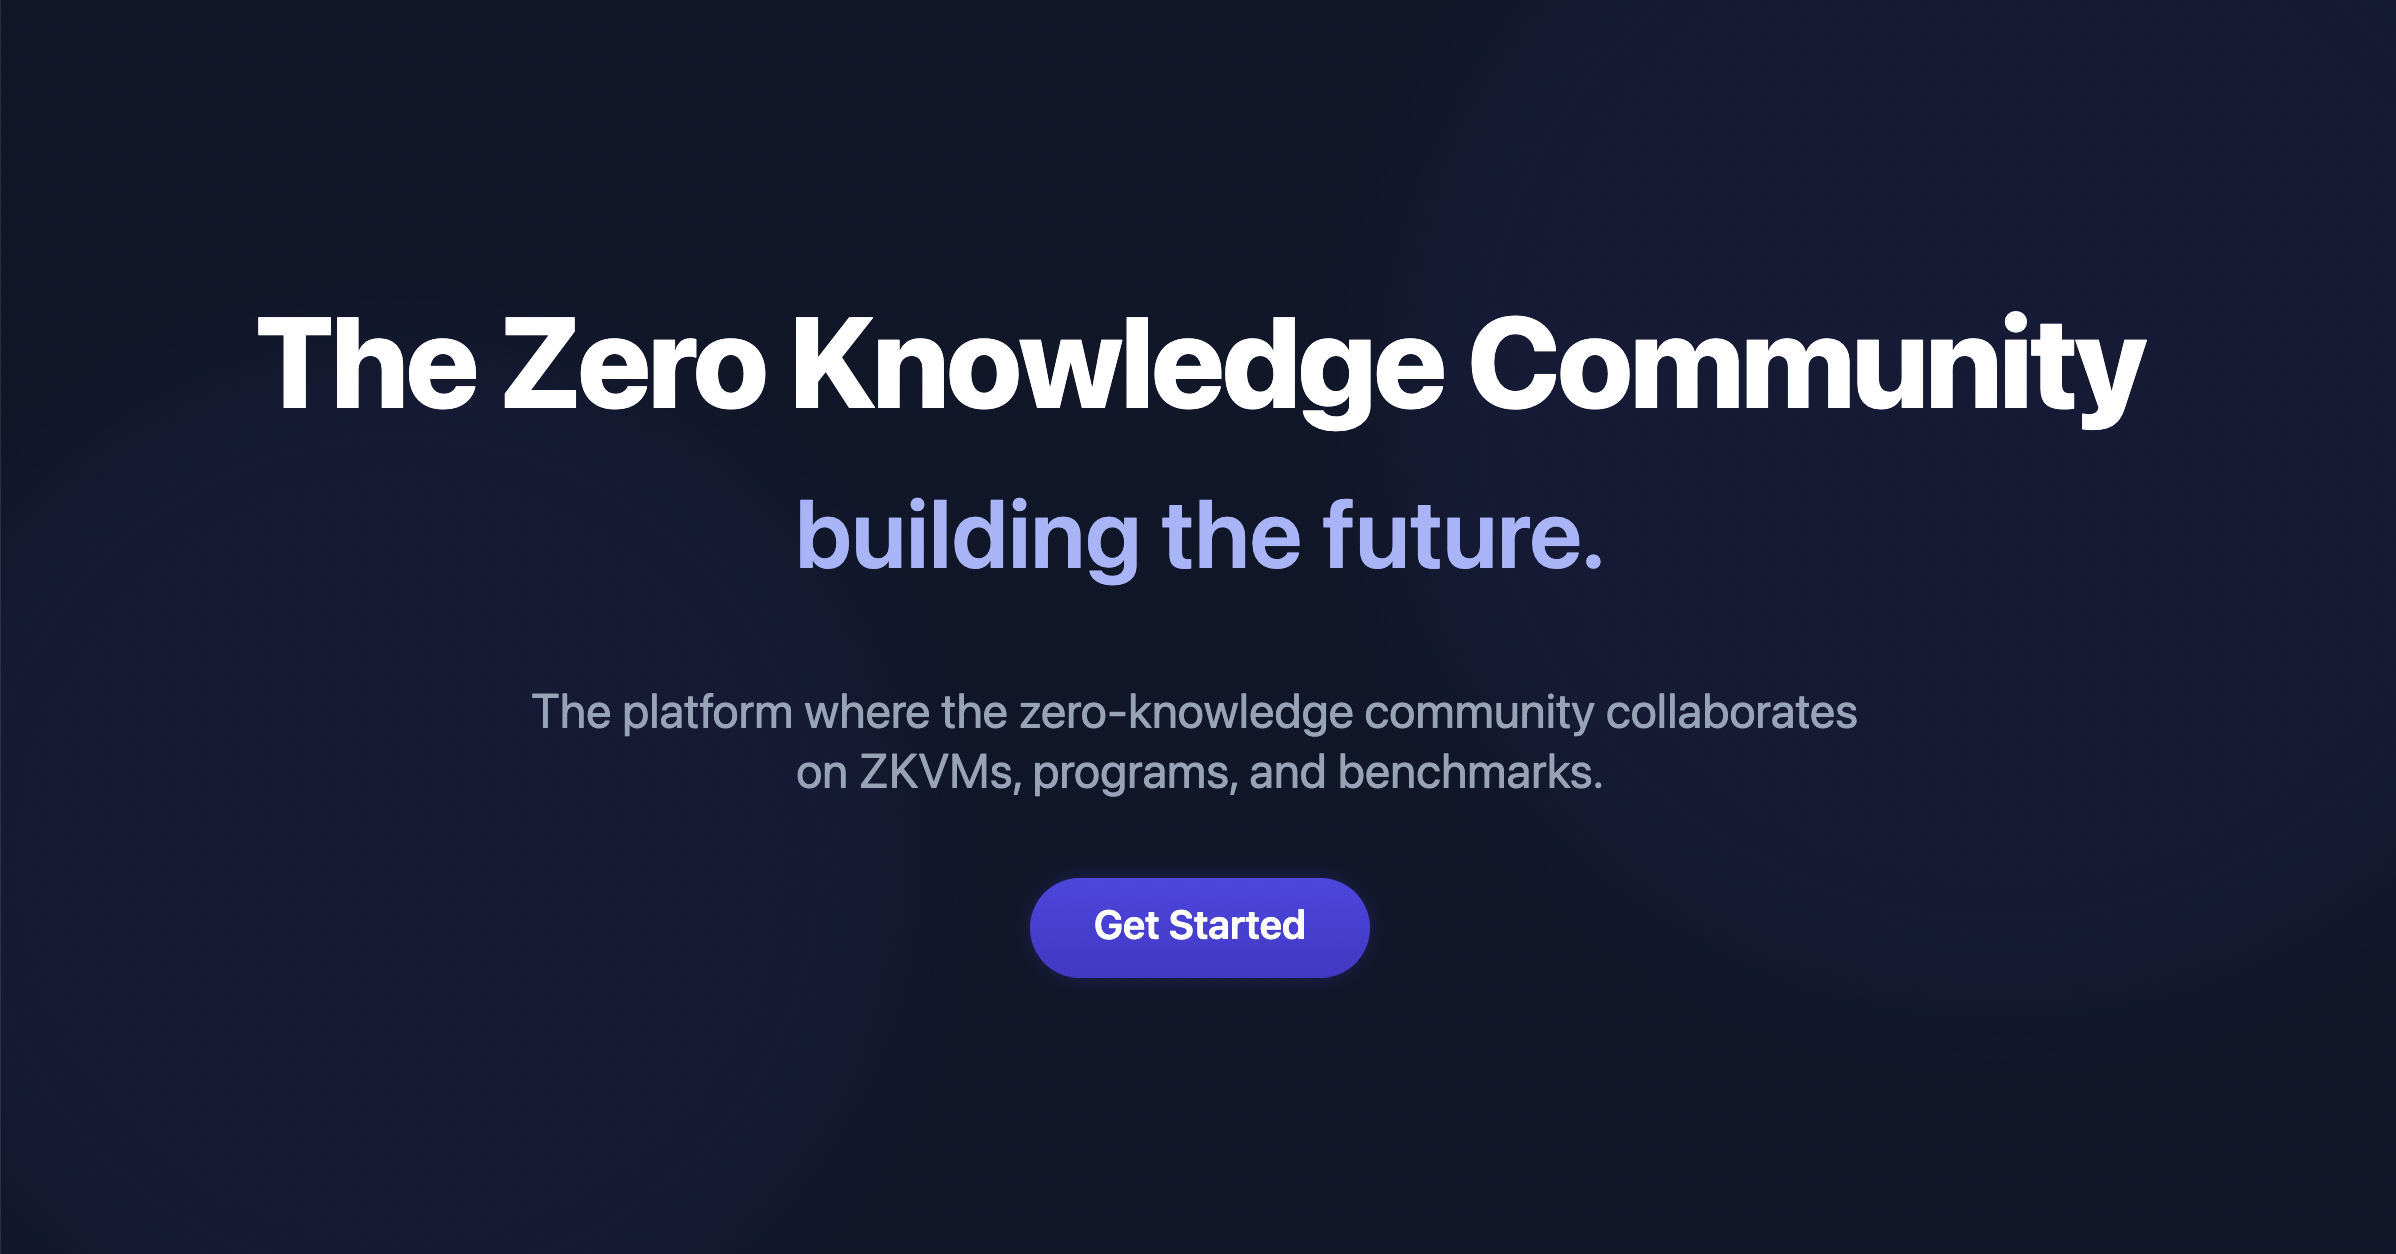 The Zero Knowledge Community
building the future.
The platform where the zero-knowledge community collaborates
on ZKVMs, programs, and benchmarks.
Get Started